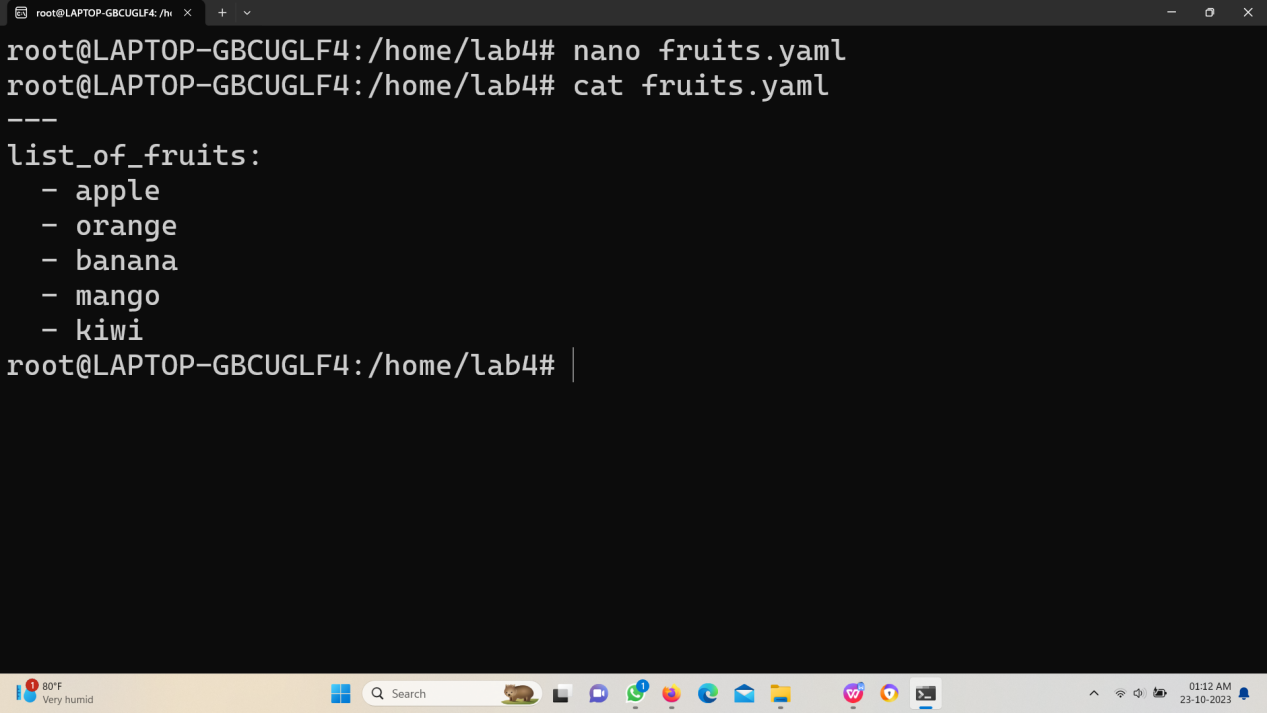 root@LAPTOP-GBCUGLF4: /h
root@LAPTOP-GBCUGLF4:/home/lab4# nano fruits.yaml
root@LAPTOP-GBCUGLF4:/home/lab4# cat fruits.yaml
---
list_of_fruits:
  - apple
  - orange
  - banana
  - mango
  - kiwi
root@LAPTOP-GBCUGLF4:/home/lab4#
1
80°F
Very humid
Search
1
01:12 AM
23-10-2023